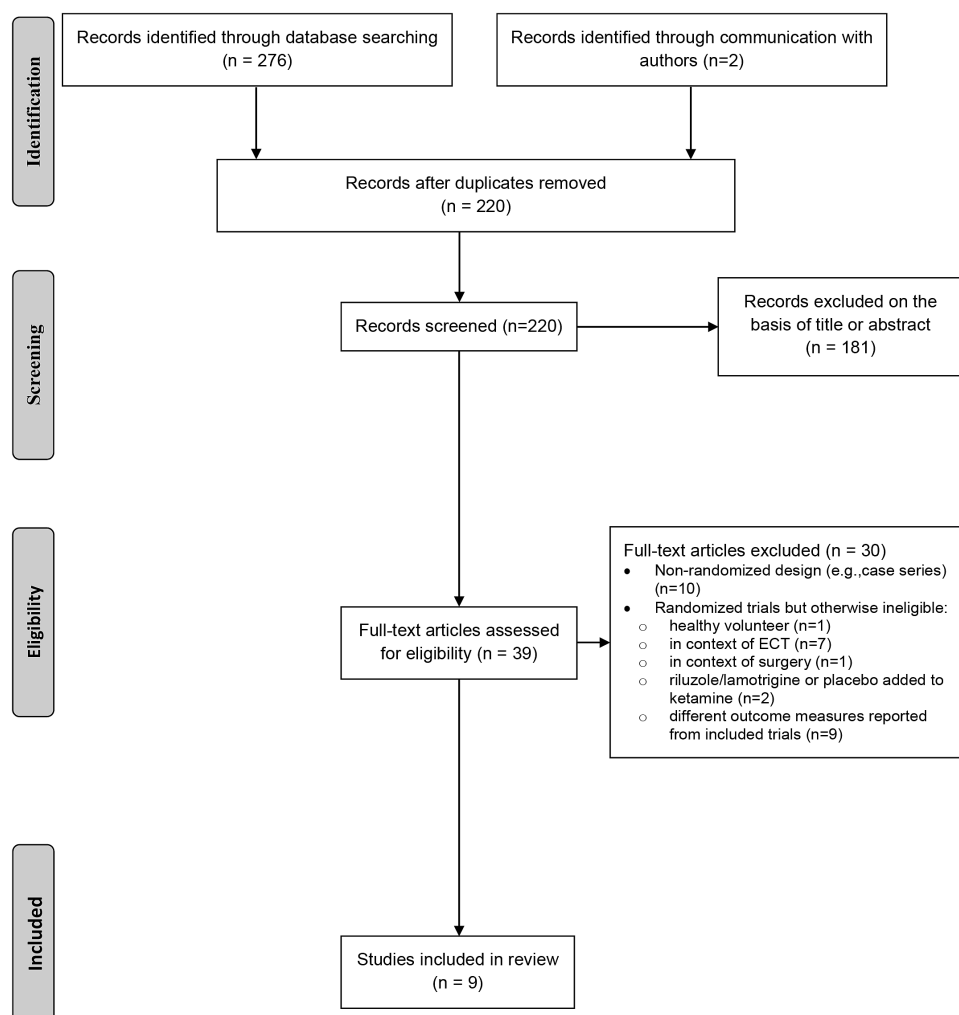 Identification
Records identified through database searching
(n = 276)
Records identified through communication with
authors (n=2)
Records after duplicates removed
(n = 220)
Screening
Records screened (n=220)
Records excluded on the
basis of title or abstract
(n = 181)
Eligibility
Full-text articles assessed
for eligibility (n = 39)
Full-text articles excluded (n = 30)
• Non-randomized design (e.g.,case series)
(n=10)
• Randomized trials but otherwise ineligible:
o healthy volunteer (n=1)
o in context of ECT (n=7)
o in context of surgery (n=1)
o riluzole/lamotrigine or placebo added to
ketamine (n=2)
o different outcome measures reported
from included trials (n=9)
Included
Studies included in review
(n = 9)